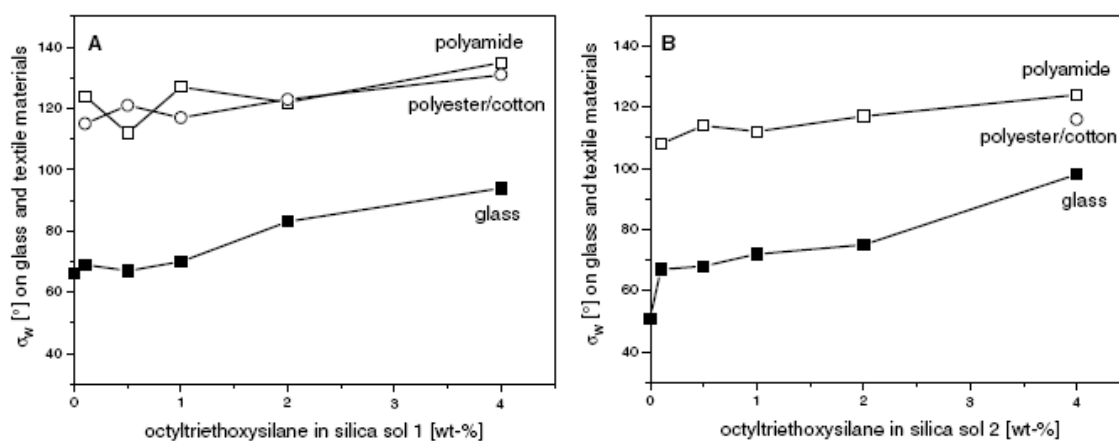 A
polyamide
polyester/cotton
glass
140
120
100
80
60
40
0
1
2
3
4
σw [°] on glass and textile materials
octyltriethoxysilane in silica sol 1 [wt-%]
B
polyamide
polyester/cotton
glass
140
120
100
80
60
40
0
1
2
3
4
σw [°] on glass and textile materials
octyltriethoxysilane in silica sol 2 [wt-%]